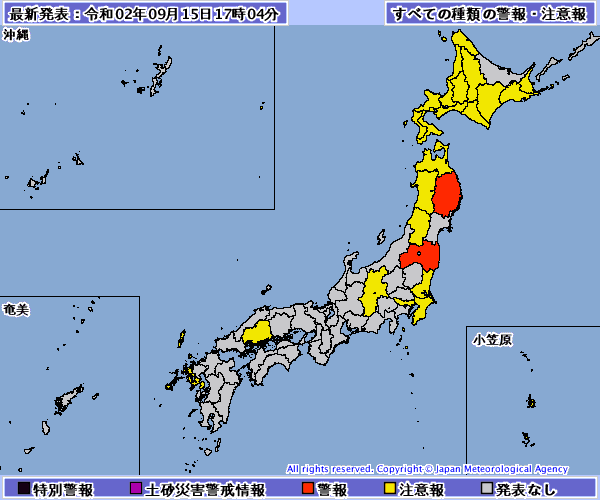 最新発表：令和02年09月15日17時04分
すべての種類の警報・注意報
沖縄
奄美
小笠原
All rights reserved. Copyright © Japan Meteorological Agency
特別警報 土砂災害警戒情報 警報 注意報 発表なし